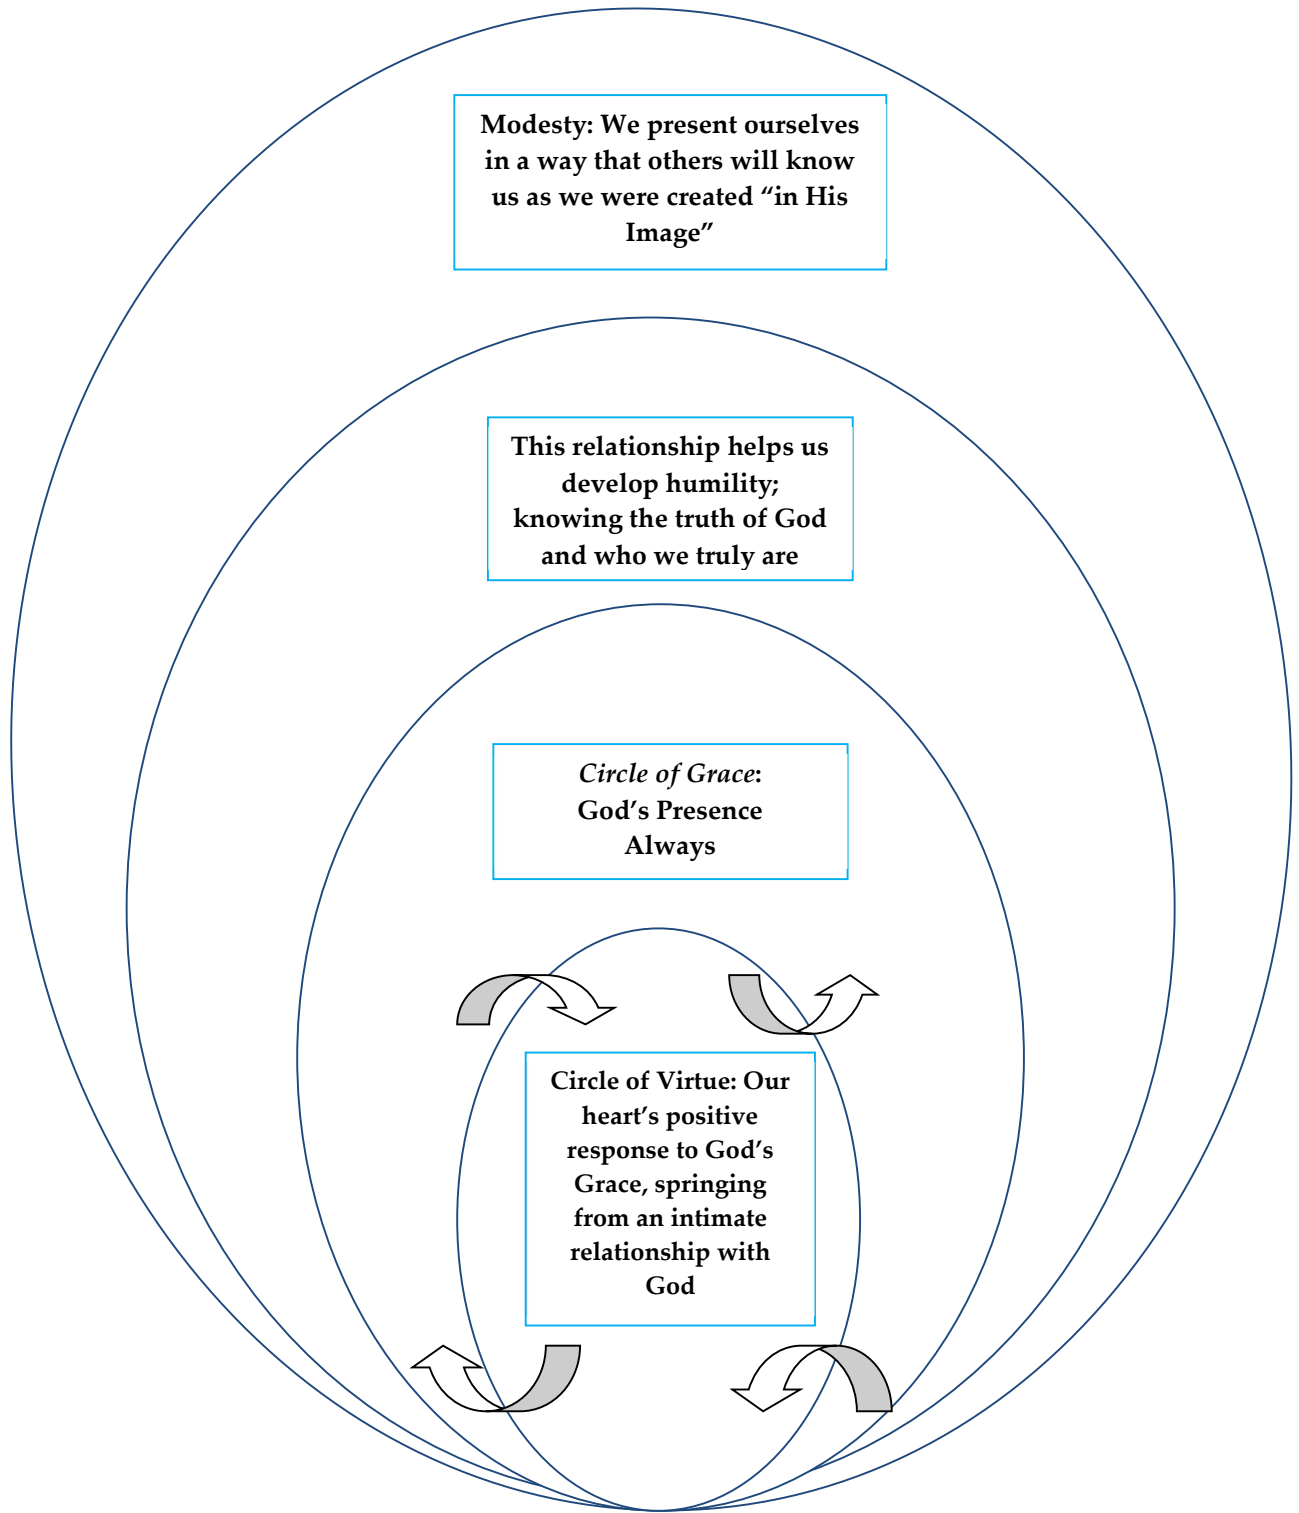 Modesty: We present ourselves
in a way that others will know
us as we were created “in His
Image”
This relationship helps us
develop humility;
knowing the truth of God
and who we truly are
Circle of Grace:
God’s Presence
Always
Circle of Virtue: Our
heart’s positive
response to God’s
Grace, springing
from an intimate
relationship with
God